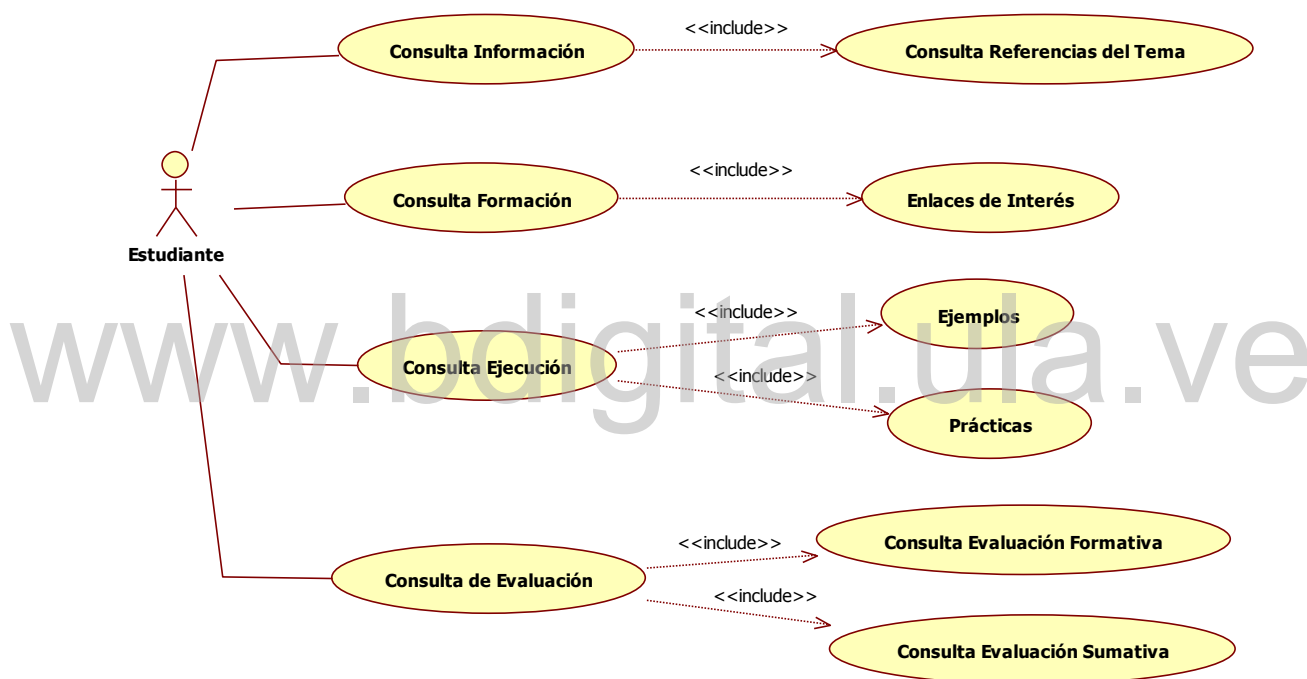 Consulta Información
<<include>>
Consulta Referencias del Tema
Consulta Formación
<<include>>
Enlaces de Interés
Estudiante
Consulta Ejecución
<<include>>
Ejemplos
<<include>>
Prácticas
www.bdigital.ula.ve
Consulta de Evaluación
<<include>>
Consulta Evaluación Formativa
<<include>>
Consulta Evaluación Sumativa